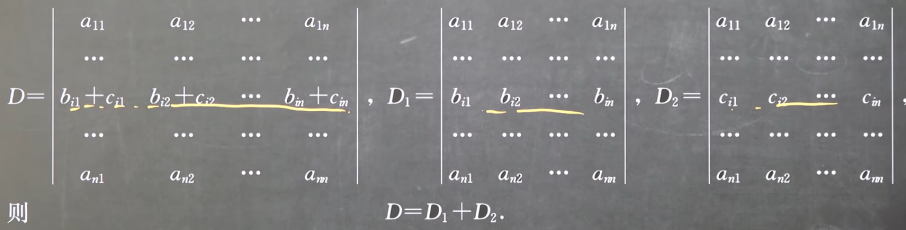 a₁₁ a₁₂ ⋯ a₁ₙ a₁₁ a₁₂ ⋯ a₁ₙ a₁₁ a₁₂ ⋯ a₁ₙ
⋯ ⋯ ⋯ ⋯ ⋯ ⋯ ⋯ ⋯ ⋯ ⋯ ⋯ ⋯
D= bᵢ₁+cᵢ₁ bᵢ₂+cᵢ₂ ⋯ bᵢₙ+cᵢₙ , D₁= bᵢ₁ bᵢ₂ ⋯ bᵢₙ , D₂= cᵢ₁ cᵢ₂ ⋯ cᵢₙ ,
⋯ ⋯ ⋯ ⋯ ⋯ ⋯ ⋯ ⋯ ⋯ ⋯ ⋯ ⋯
aₙ₁ aₙ₂ ⋯ aₙₙ aₙ₁ aₙ₂ ⋯ aₙₙ aₙ₁ aₙ₂ ⋯ aₙₙ
则 D=D₁+D₂.